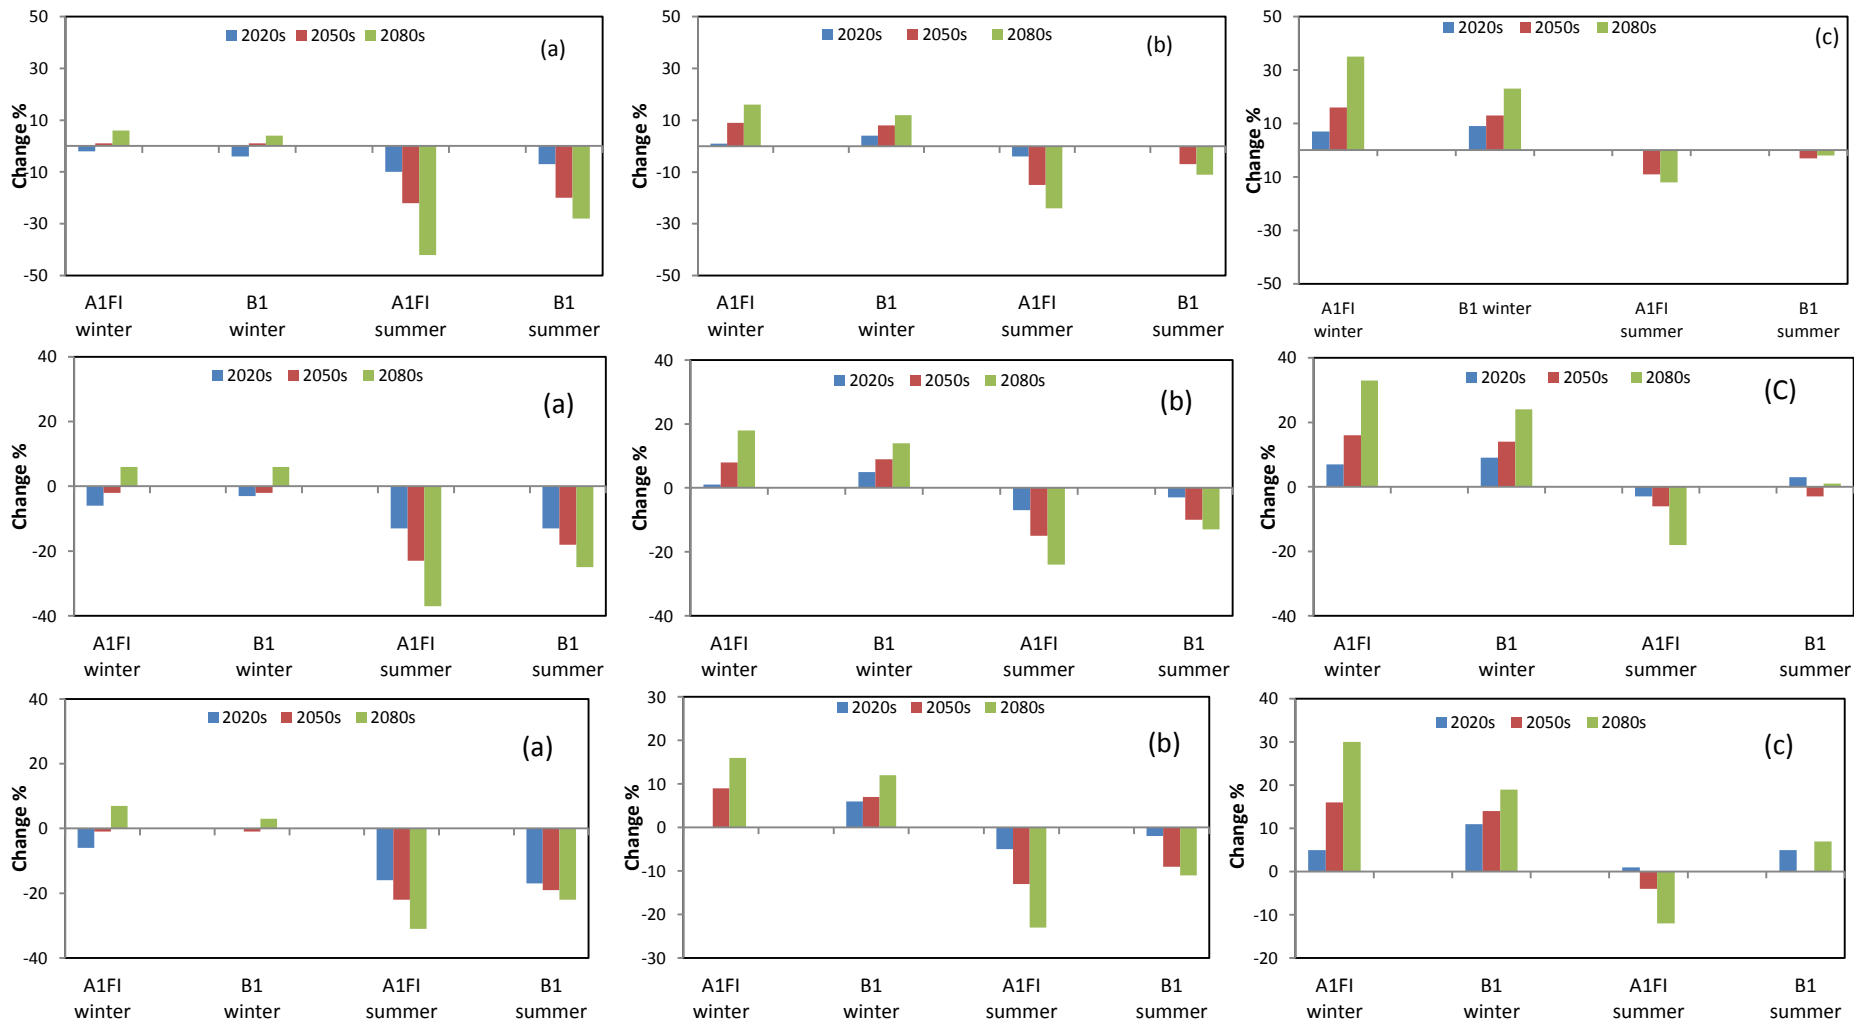 50
30
10
-10
-30
-50
Change %
2020s 2050s 2080s
(a)
A1FI
winter
B1
winter
A1FI
summer
B1
summer
50
30
10
-10
-30
-50
Change %
2020s 2050s 2080s
(b)
A1FI
winter
B1
winter
A1FI
summer
B1
summer
50
30
10
-10
-30
-50
Change %
2020s 2050s 2080s
(c)
A1FI
winter
B1 winter
A1FI
summer
B1
summer
40
20
0
-20
-40
Change %
2020s 2050s 2080s
(a)
A1FI
winter
B1
winter
A1FI
summer
B1
summer
40
20
0
-20
-40
Change %
2020s 2050s 2080s
(b)
A1FI
winter
B1
winter
A1FI
summer
B1
summer
40
20
0
-20
-40
Change %
2020s 2050s 2080s
(C)
A1FI
winter
B1
winter
A1FI
summer
B1
summer
40
20
0
-20
-40
Change %
2020s 2050s 2080s
(a)
A1FI
winter
B1
winter
A1FI
summer
B1
summer
30
20
10
0
-10
-20
-30
Change %
2020s 2050s 2080s
(b)
A1FI
winter
B1
winter
A1FI
summer
B1
summer
40
30
20
10
0
-10
-20
Change %
2020s 2050s 2080s
(c)
A1FI
winter
B1
winter
A1FI
summer
B1
summer